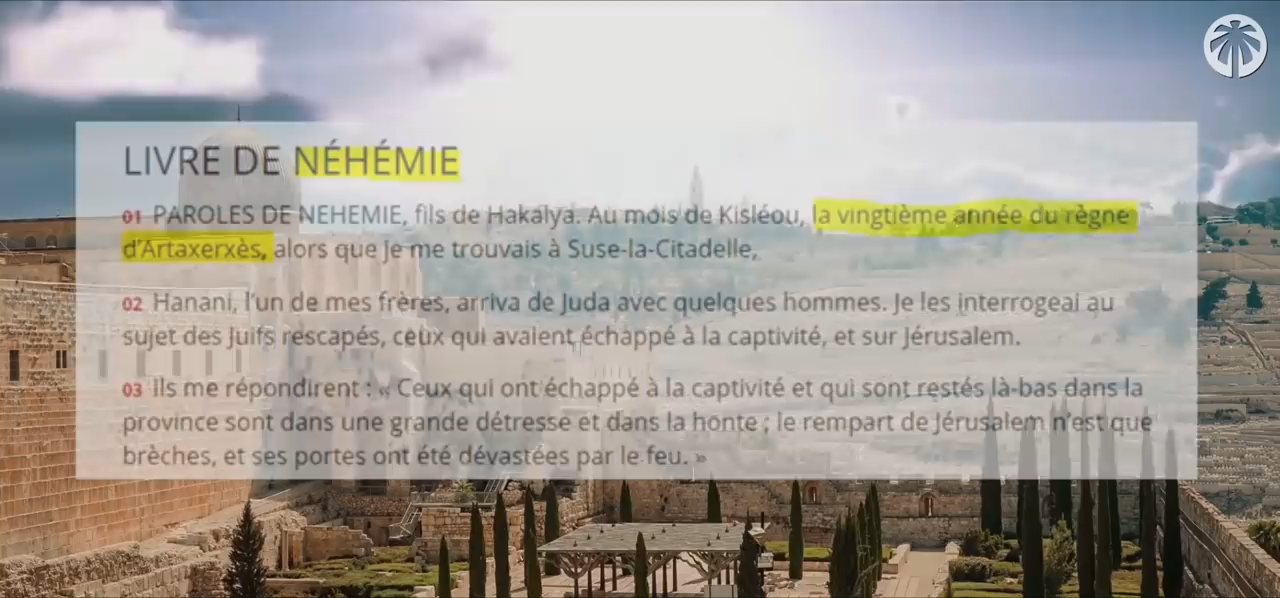 LIVRE DE NÉHÉMIE
01 PAROLES DE NEHEMIE, fils de Hakalya. Au mois de Kisléou, la vingtième année du règne
d'Artaxerxès, alors que je me trouvais à Suse-la-Citadelle,
02 Hanani, l'un de mes frères, arriva de Juda avec quelques hommes. Je les interrogeai au
sujet des Juifs rescapés, ceux qui avaient échappé à la captivité, et sur Jérusalem.
03 Ils me répondirent : « Ceux qui ont échappé à la captivité et qui sont restés là-bas dans la
province sont dans une grande détresse et dans la honte ; le rempart de Jérusalem n'est que
brèches, et ses portes ont été dévastées par le feu. »